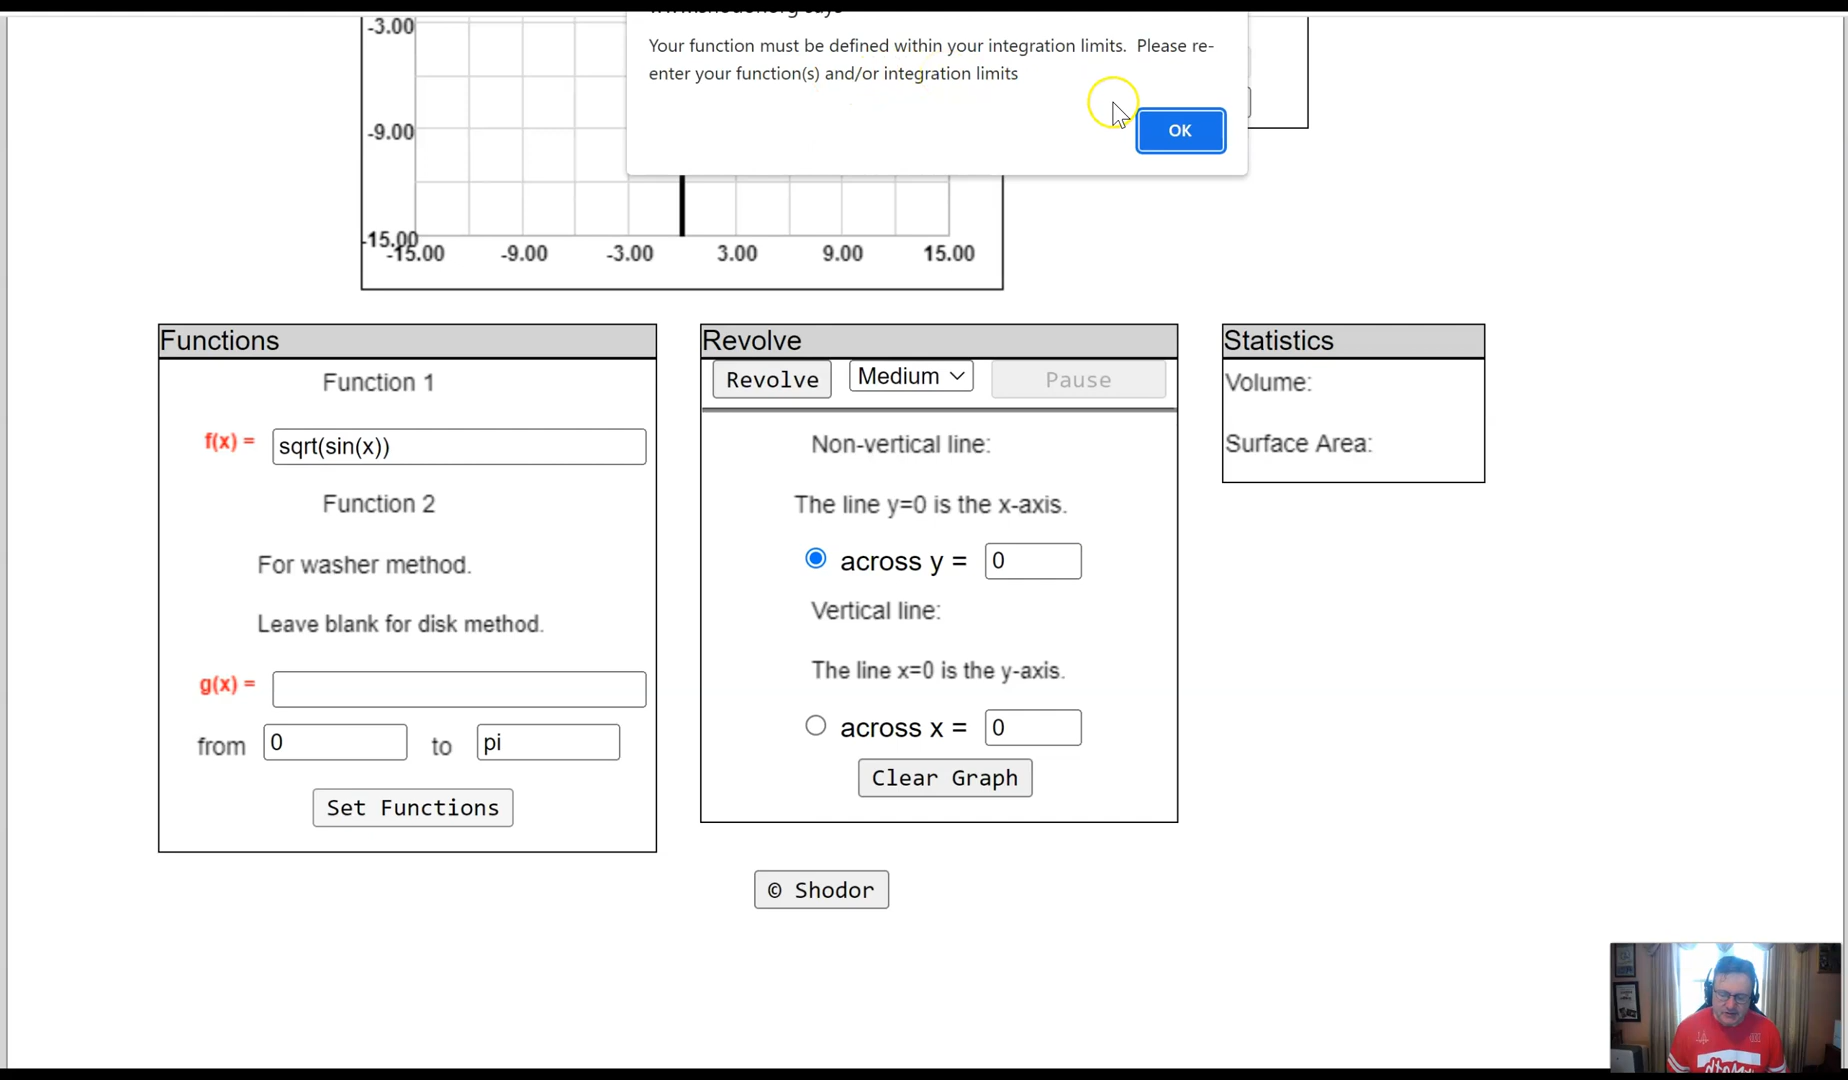 Your function must be defined within your integration limits. Please re-
enter your function(s) and/or integration limits
OK
-3.00
-9.00
-15.00
-15.00 -9.00 -3.00 3.00 9.00 15.00
Functions
Function 1
f(x) = sqrt(sin(x))
Function 2
For washer method.
Leave blank for disk method.
g(x) =
from 0 to pi
Set Functions
Revolve
Revolve Medium Pause
Non-vertical line:
The line y=0 is the x-axis.
across y = 0
Vertical line:
The line x=0 is the y-axis.
across x = 0
Clear Graph
Statistics
Volume:
Surface Area:
© Shodor